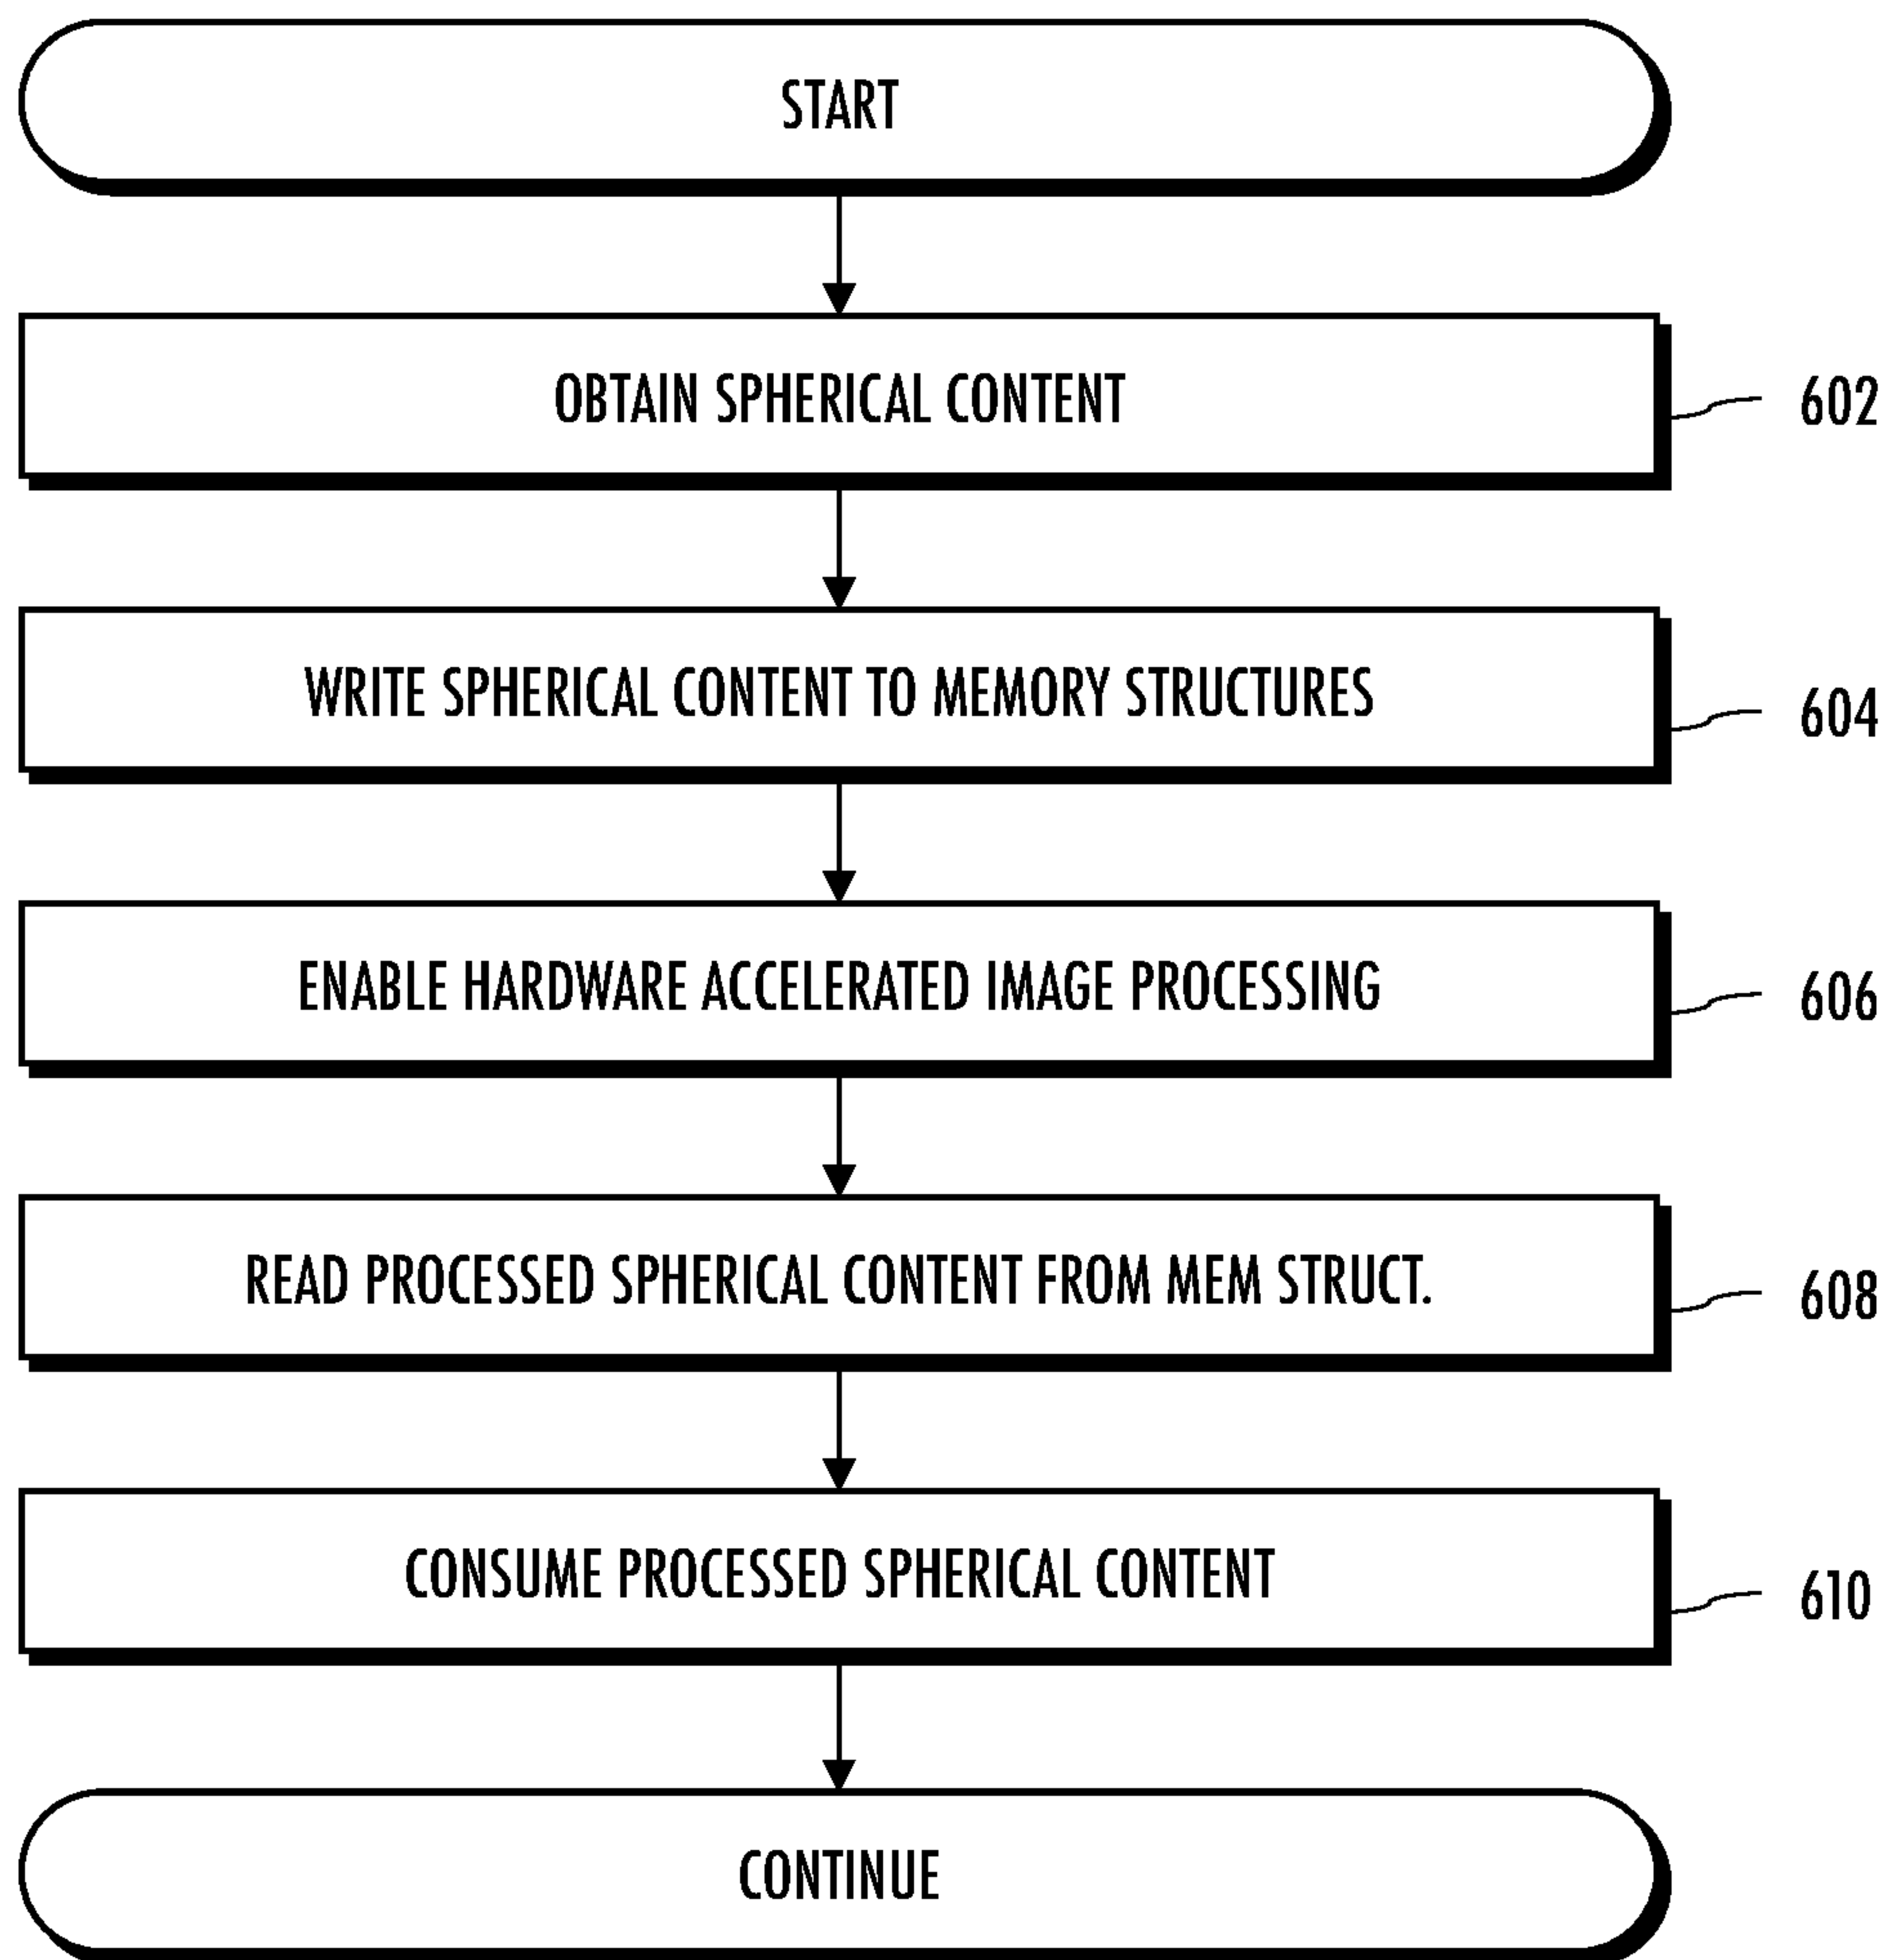 START
OBTAIN SPHERICAL CONTENT
602
WRITE SPHERICAL CONTENT TO MEMORY STRUCTURES
604
ENABLE HARDWARE ACCELERATED IMAGE PROCESSING
606
READ PROCESSED SPHERICAL CONTENT FROM MEM STRUCT.
608
CONSUME PROCESSED SPHERICAL CONTENT
610
CONTINUE